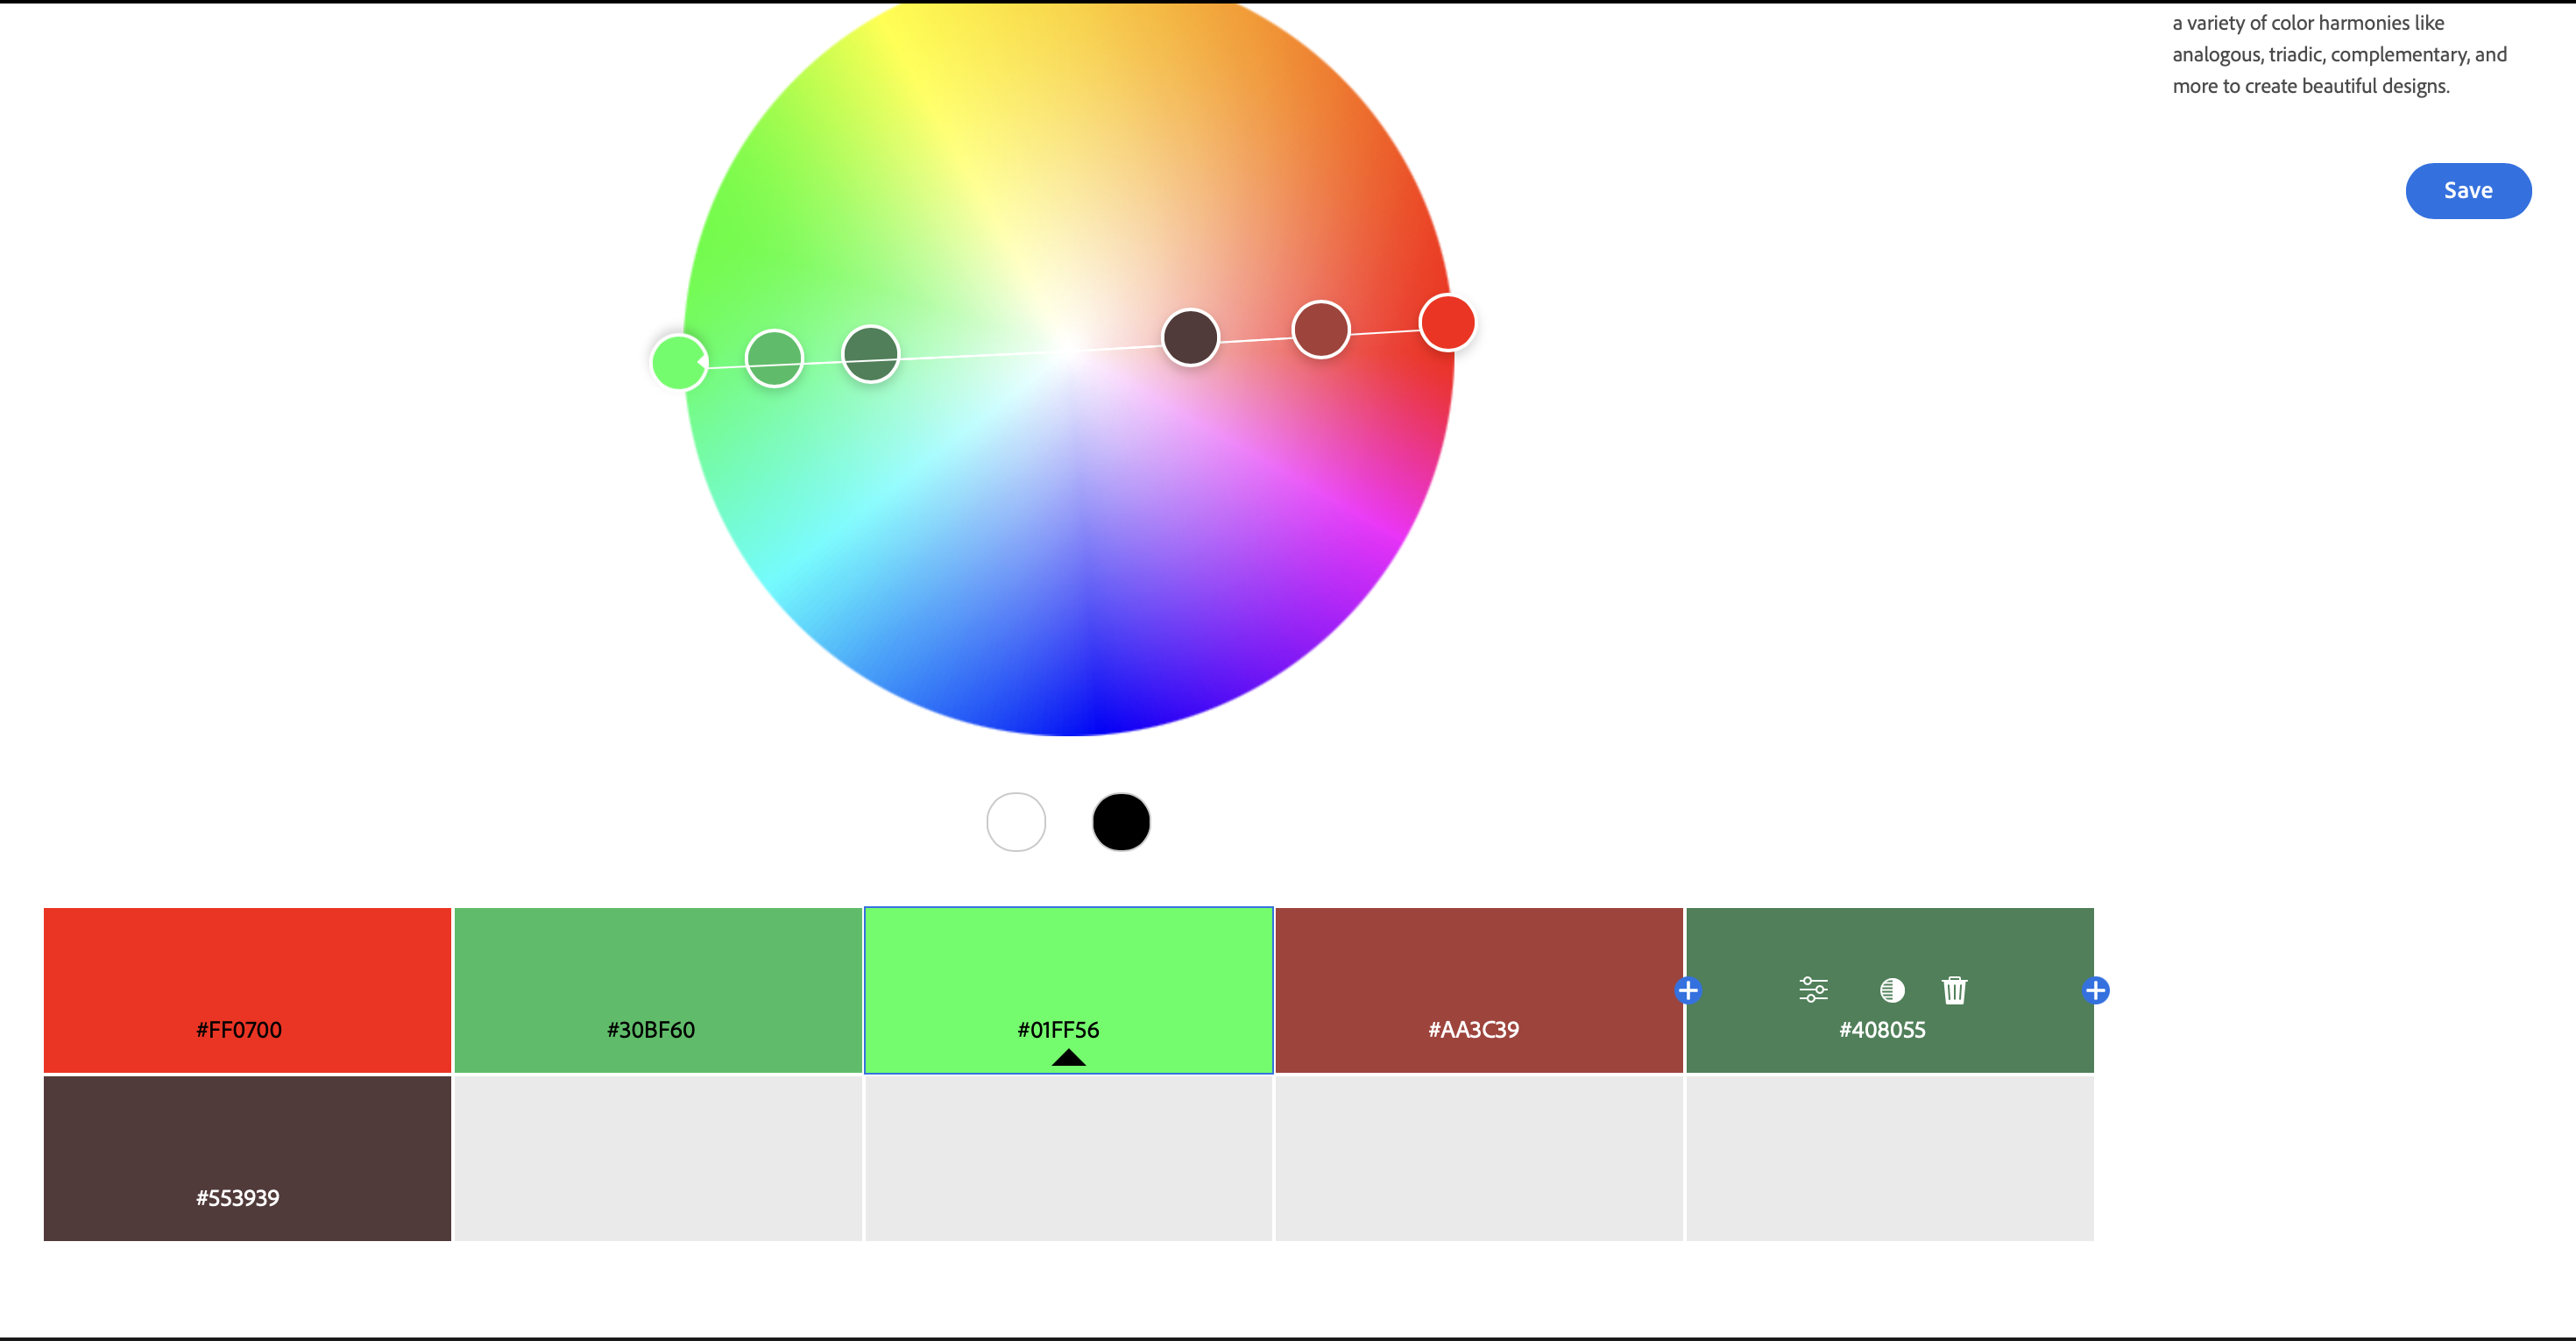 a variety of color harmonies like
analogous, triadic, complementary, and
more to create beautiful designs.
Save
#FF0700
#30BF60
#01FF56
#AA3C39
#408055
#553939